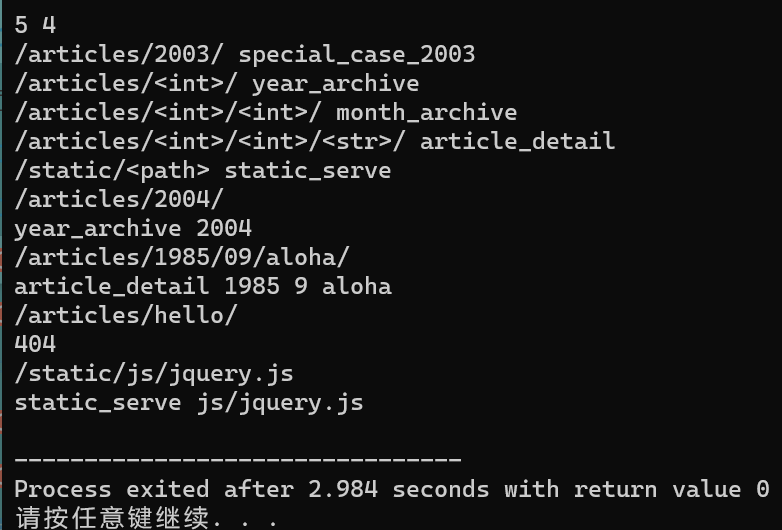 5 4
/articles/2003/ special_case_2003
/articles/<int>/ year_archive
/articles/<int>/<int>/ month_archive
/articles/<int>/<int>/<str>/ article_detail
/static/<path> static_serve
/articles/2004/
year_archive 2004
/articles/1985/09/aloha/
article_detail 1985 9 aloha
/articles/hello/
404
/static/js/jquery.js
static_serve js/jquery.js
--------------------------------
Process exited after 2.984 seconds with return value 0
请按任意键继续. . .